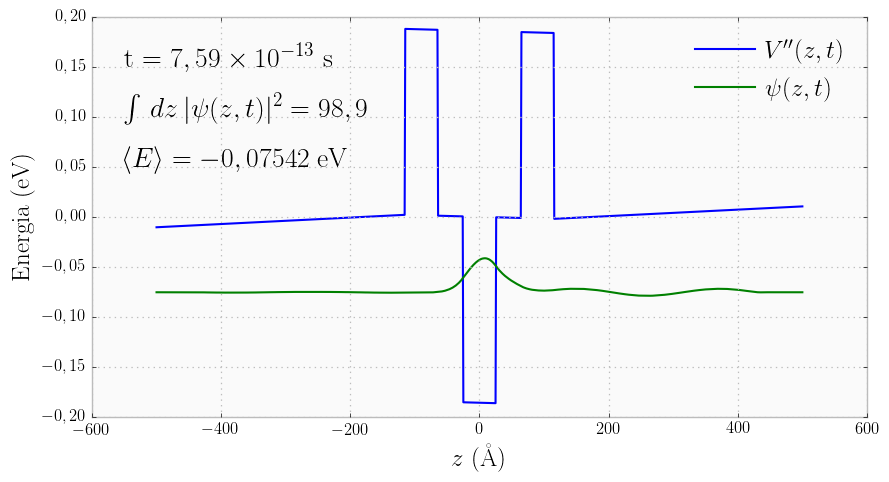 0,20
0,15
0,10
0,05
0,00
−0,05
−0,10
−0,15
−0,20
Energia (eV)
t = 7,59 × 10⁻¹³ s
∫ dz |ψ(z, t)|² = 98,9
⟨E⟩ = −0,07542 eV
V′′(z, t)
ψ(z, t)
−600 −400 −200 0 200 400 600
z (Å)